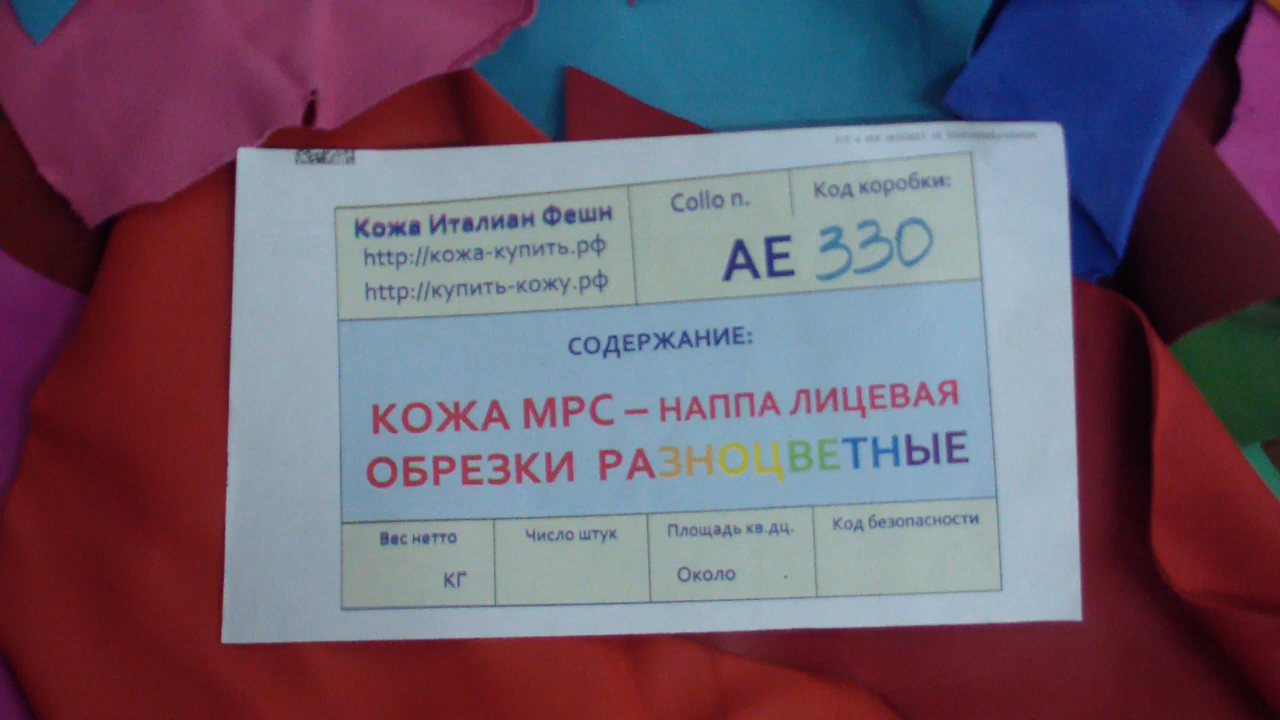 Кожа Италиан Фешн
http://кожа-купить.рф
http://купить-кожу.рф
Collo n.
Код коробки:
АЕ 330
СОДЕРЖАНИЕ:
КОЖА МРС – НАППА ЛИЦЕВАЯ
ОБРЕЗКИ РАЗНОЦВЕТНЫЕ
Вес нетто
кг
Число штук
Площадь кв.дц.
Около .
Код безопасности